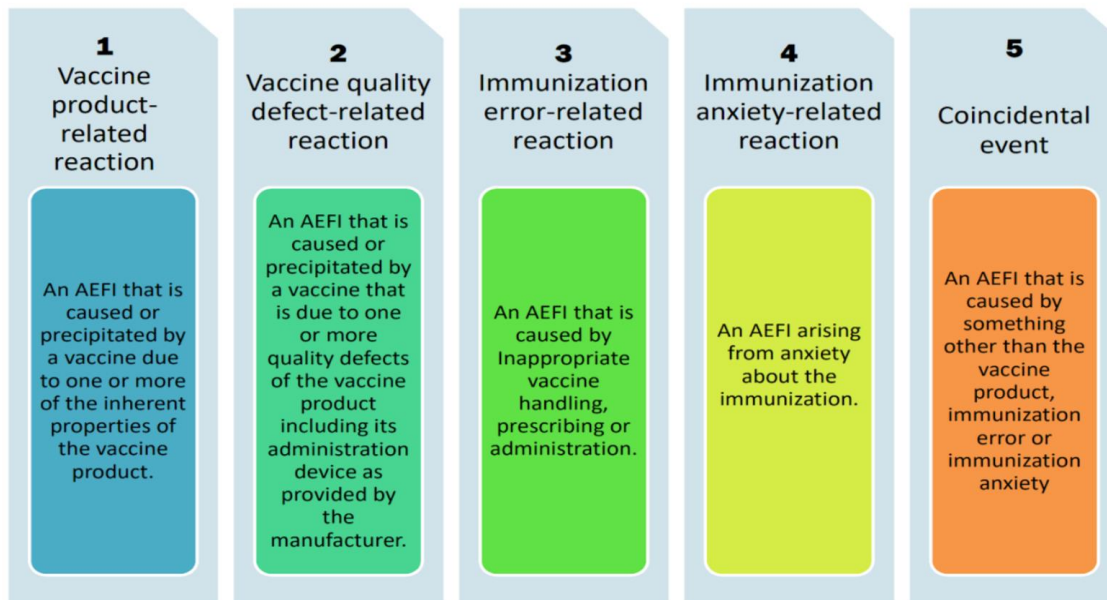 1
Vaccine
product-
related
reaction
An AEFI that is
caused or
precipitated by
a vaccine due
to one or more
of the inherent
properties of
the vaccine
product.
2
Vaccine quality
defect-related
reaction
An AEFI that is
caused or
precipitated by
a vaccine that
is due to one
or more
quality defects
of the vaccine
product
including its
administration
device as
provided by
the
manufacturer.
3
Immunization
error-related
reaction
An AEFI that is
caused by
Inappropriate
vaccine
handling,
prescribing or
administration.
4
Immunization
anxiety-related
reaction
An AEFI arising
from anxiety
about the
immunization.
5
Coincidental
event
An AEFI that is
caused by
something
other than the
vaccine
product,
immunization
error or
immunization
anxiety